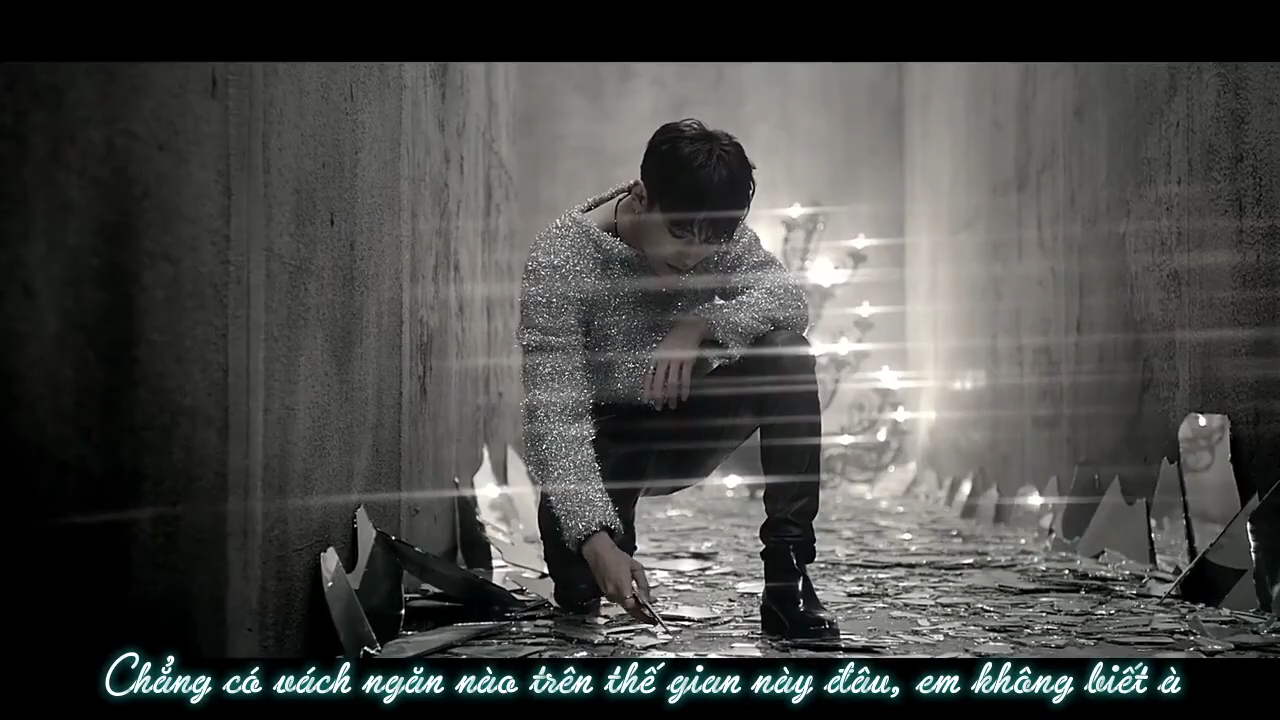 Chẳng có vách ngăn nào trên thế gian này đâu, em không biết à